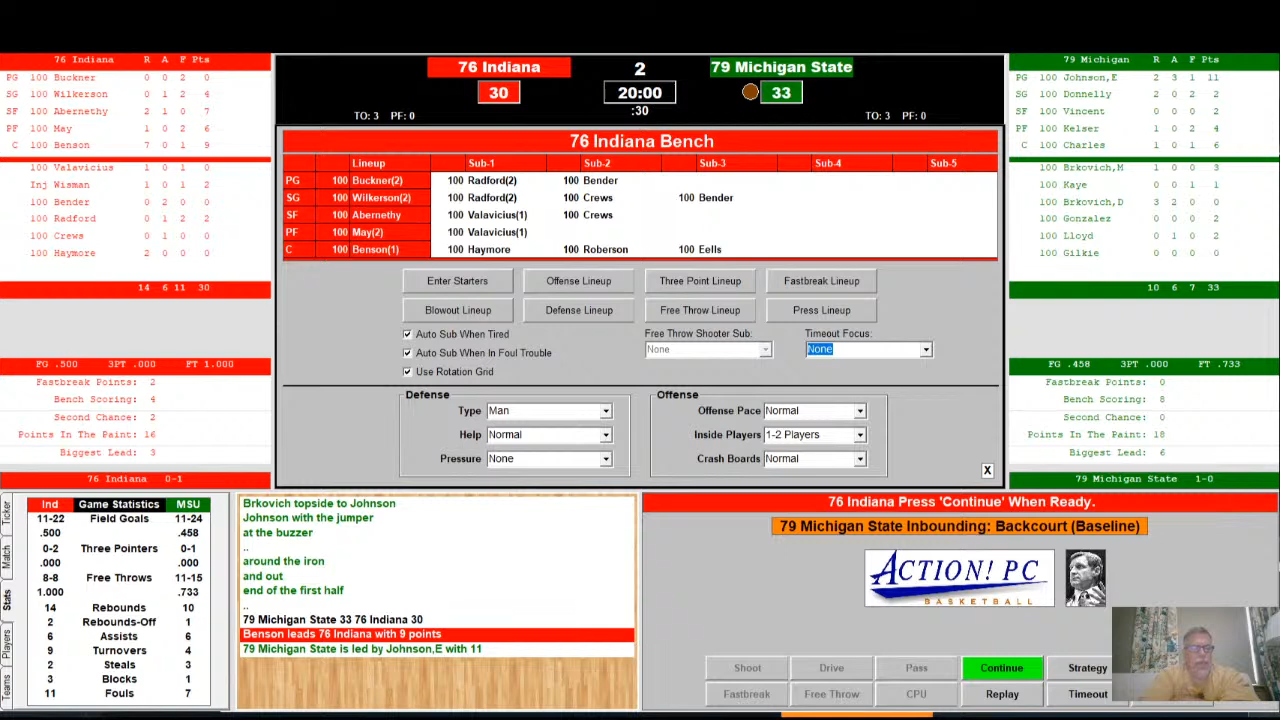 76 Indiana R A F Pts
PG 100 Buckner 0 0 2 0
SG 100 Wilkerson 0 1 2 4
SF 100 Abernethy 2 1 0 7
PF 100 May 1 0 2 6
C 100 Benson 7 0 1 9
100 Valavicius 0 1 1 0
Inj Wisman 0 1 1 2
100 Bender 0 2 0 0
100 Radford 0 1 2 2
100 Crews 0 1 0 0
100 Haymore 2 0 0 0
14 6 11 30
FG .500 3PT .000 FT 1.000
Fastbreak Points: 2
Bench Scoring: 4
Second Chance: 2
Points In The Paint: 16
Biggest Lead: 3
76 Indiana 0-1
76 Indiana 2 79 Michigan State
30 20:00 33
:30
TO: 3 PF: 0 TO: 3 PF: 0
76 Indiana Bench
Lineup Sub-1 Sub-2 Sub-3 Sub-4 Sub-5
PG 100 Buckner(2) 100 Radford(2) 100 Bender
SG 100 Wilkerson(2) 100 Radford(2) 100 Crews 100 Bender
SF 100 Abernethy 100 Valavicius(1) 100 Crews
PF 100 May(2) 100 Valavicius(1)
C 100 Benson(1) 100 Haymore 100 Roberson 100 Eells
Enter Starters Offense Lineup Three Point Lineup Fastbreak Lineup
Blowout Lineup Defense Lineup Free Throw Lineup Press Lineup
Auto Sub When Tired Free Throw Shooter Sub: Timeout Focus:
Auto Sub When In Foul Trouble None None
Use Rotation Grid
Defense Offense
Type Man Offense Pace Normal
Help Normal Inside Players 1-2 Players
Pressure None Crash Boards Normal
X
79 Michigan R A F Pts
PG 100 Johnson,E 2 3 1 11
SG 100 Donnelly 2 0 2 2
SF 100 Vincent 0 0 0 2
PF 100 Kelser 1 0 2 4
C 100 Charles 1 0 1 6
100 Brkovich,M 1 0 0 3
100 Kaye 0 0 1 1
100 Brkovich,D 3 2 0 0
100 Gonzalez 0 0 0 2
100 Lloyd 0 1 0 2
100 Gilkie 0 0 0 0
10 6 7 33
FG .458 3PT .000 FT .733
Fastbreak Points: 0
Bench Scoring: 8
Second Chance: 0
Points In The Paint: 18
Biggest Lead: 6
79 Michigan State 1-0
Ticker
Match
Stats
Players
Teams
Ind Game Statistics MSU
11-22 Field Goals 11-24
.500 .458
0-2 Three Pointers 0-1
.000 .000
8-8 Free Throws 11-15
1.000 .733
14 Rebounds 10
2 Rebounds-Off 1
6 Assists 6
9 Turnovers 4
2 Steals 3
3 Blocks 1
11 Fouls 7
Brkovich topside to Johnson
Johnson with the jumper
at the buzzer
..
around the iron
and out
end of the first half
..
79 Michigan State 33 76 Indiana 30
Benson leads 76 Indiana with 9 points
79 Michigan State is led by Johnson,E with 11
76 Indiana Press 'Continue' When Ready.
79 Michigan State Inbounding: Backcourt (Baseline)
ACTION! PC
BASKETBALL
Shoot Drive Pass Continue Strategy
Fastbreak Free Throw CPU Replay Timeout